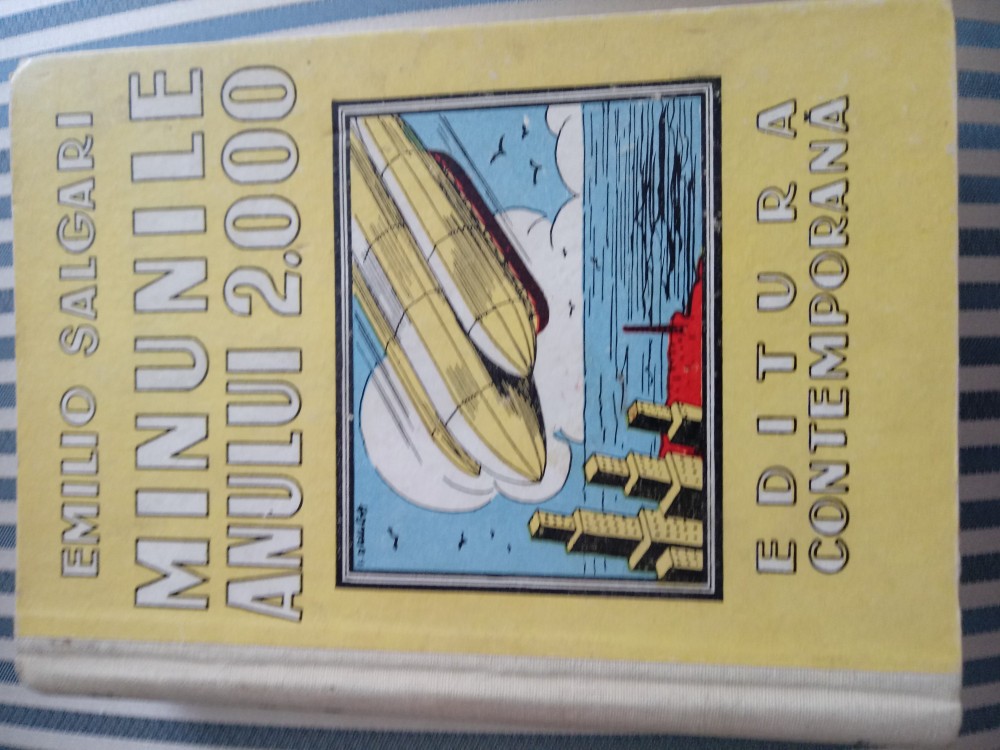 EMILIO SALGARI
MINUNILE
ANULUI 2.000
EDITURA
CONTEMPORANĂ